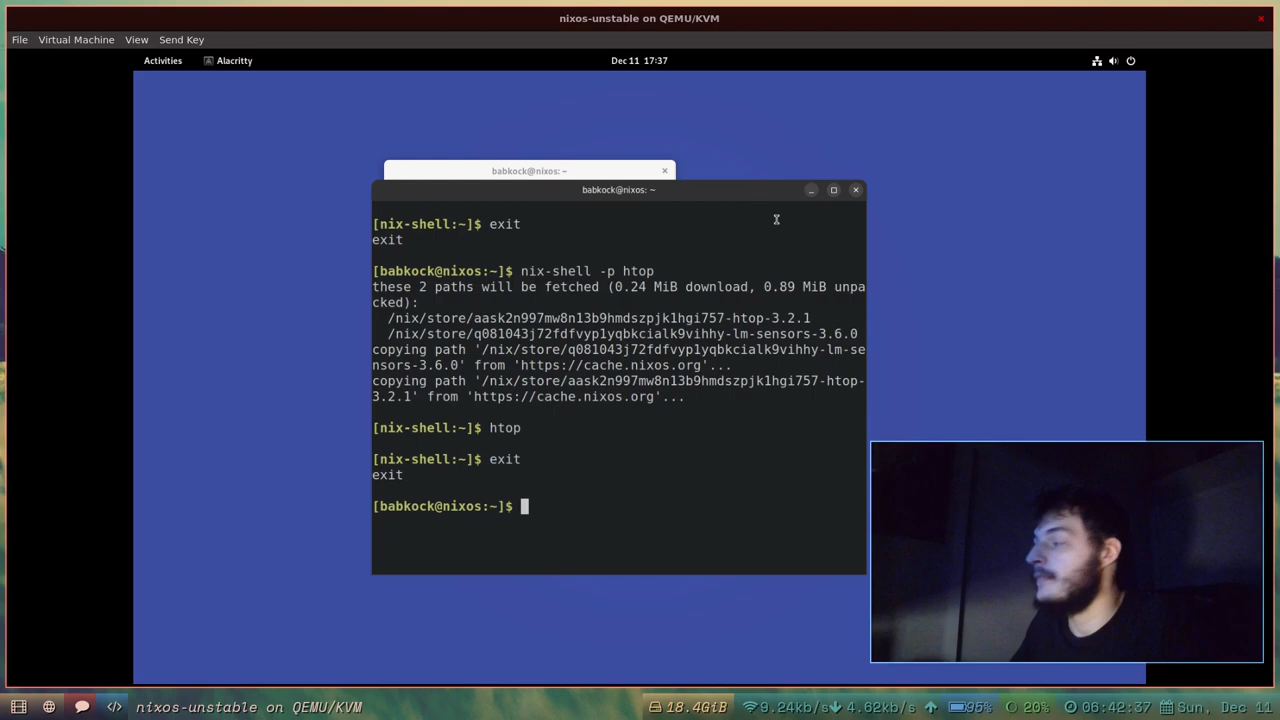 nixos-unstable on QEMU/KVM
File Virtual Machine View Send Key
Activities Alacritty Dec 11 17:37
babkock@nixos: ~
babkock@nixos: ~
[nix-shell:~]$ exit
exit
[babkock@nixos:~]$ nix-shell -p htop
these 2 paths will be fetched (0.24 MiB download, 0.89 MiB unpa
cked):
/nix/store/aask2n997mw8n13b9hmdszpjk1hgi757-htop-3.2.1
/nix/store/q081043j72fdfvyp1yqbkcialk9vihhy-lm-sensors-3.6.0
copying path '/nix/store/q081043j72fdfvyp1yqbkcialk9vihhy-lm-se
nsors-3.6.0' from 'https://cache.nixos.org'...
copying path '/nix/store/aask2n997mw8n13b9hmdszpjk1hgi757-htop-
3.2.1' from 'https://cache.nixos.org'...
[nix-shell:~]$ htop
[nix-shell:~]$ exit
exit
[babkock@nixos:~]$
nixos-unstable on QEMU/KVM 18.4GiB 9.24kb/s 4.62kb/s 95% 20% 06:42:37 Sun, Dec 11